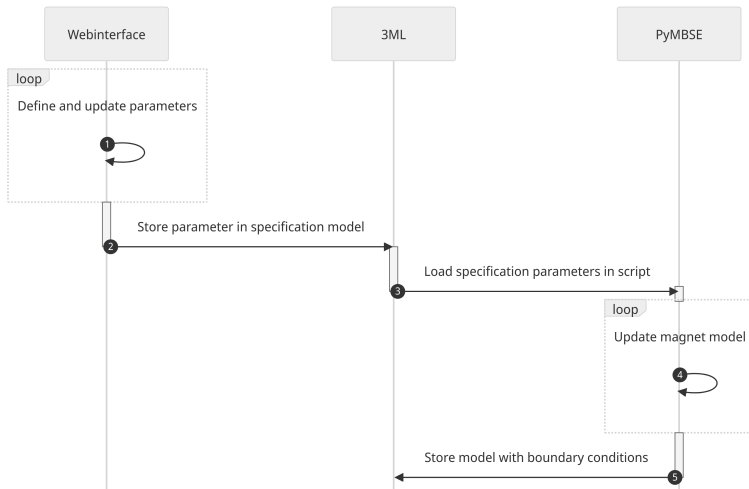 Webinterface
3ML
PyMBSE
loop
Define and update parameters
1
Store parameter in specification model
2
Load specification parameters in script
3
loop
Update magnet model
4
Store model with boundary conditions
5